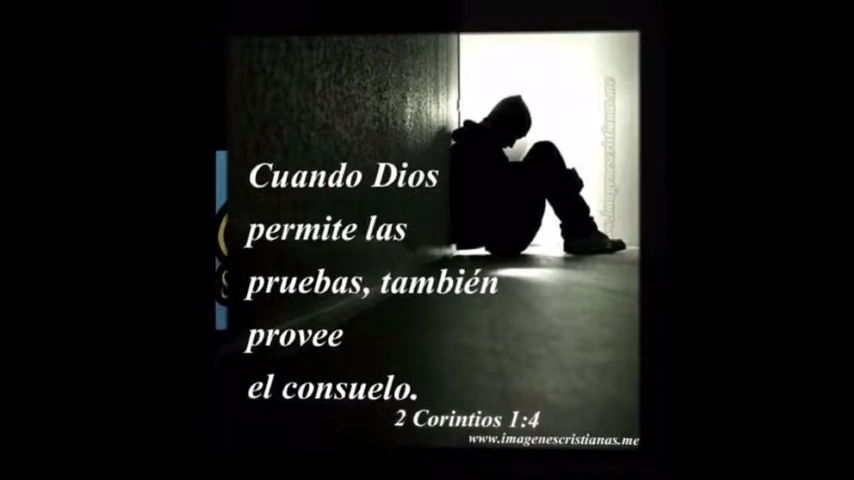 Cuando Dios
permite las
pruebas, también
provee
el consuelo.
2 Corintios 1:4
www.imagenescristianas.me